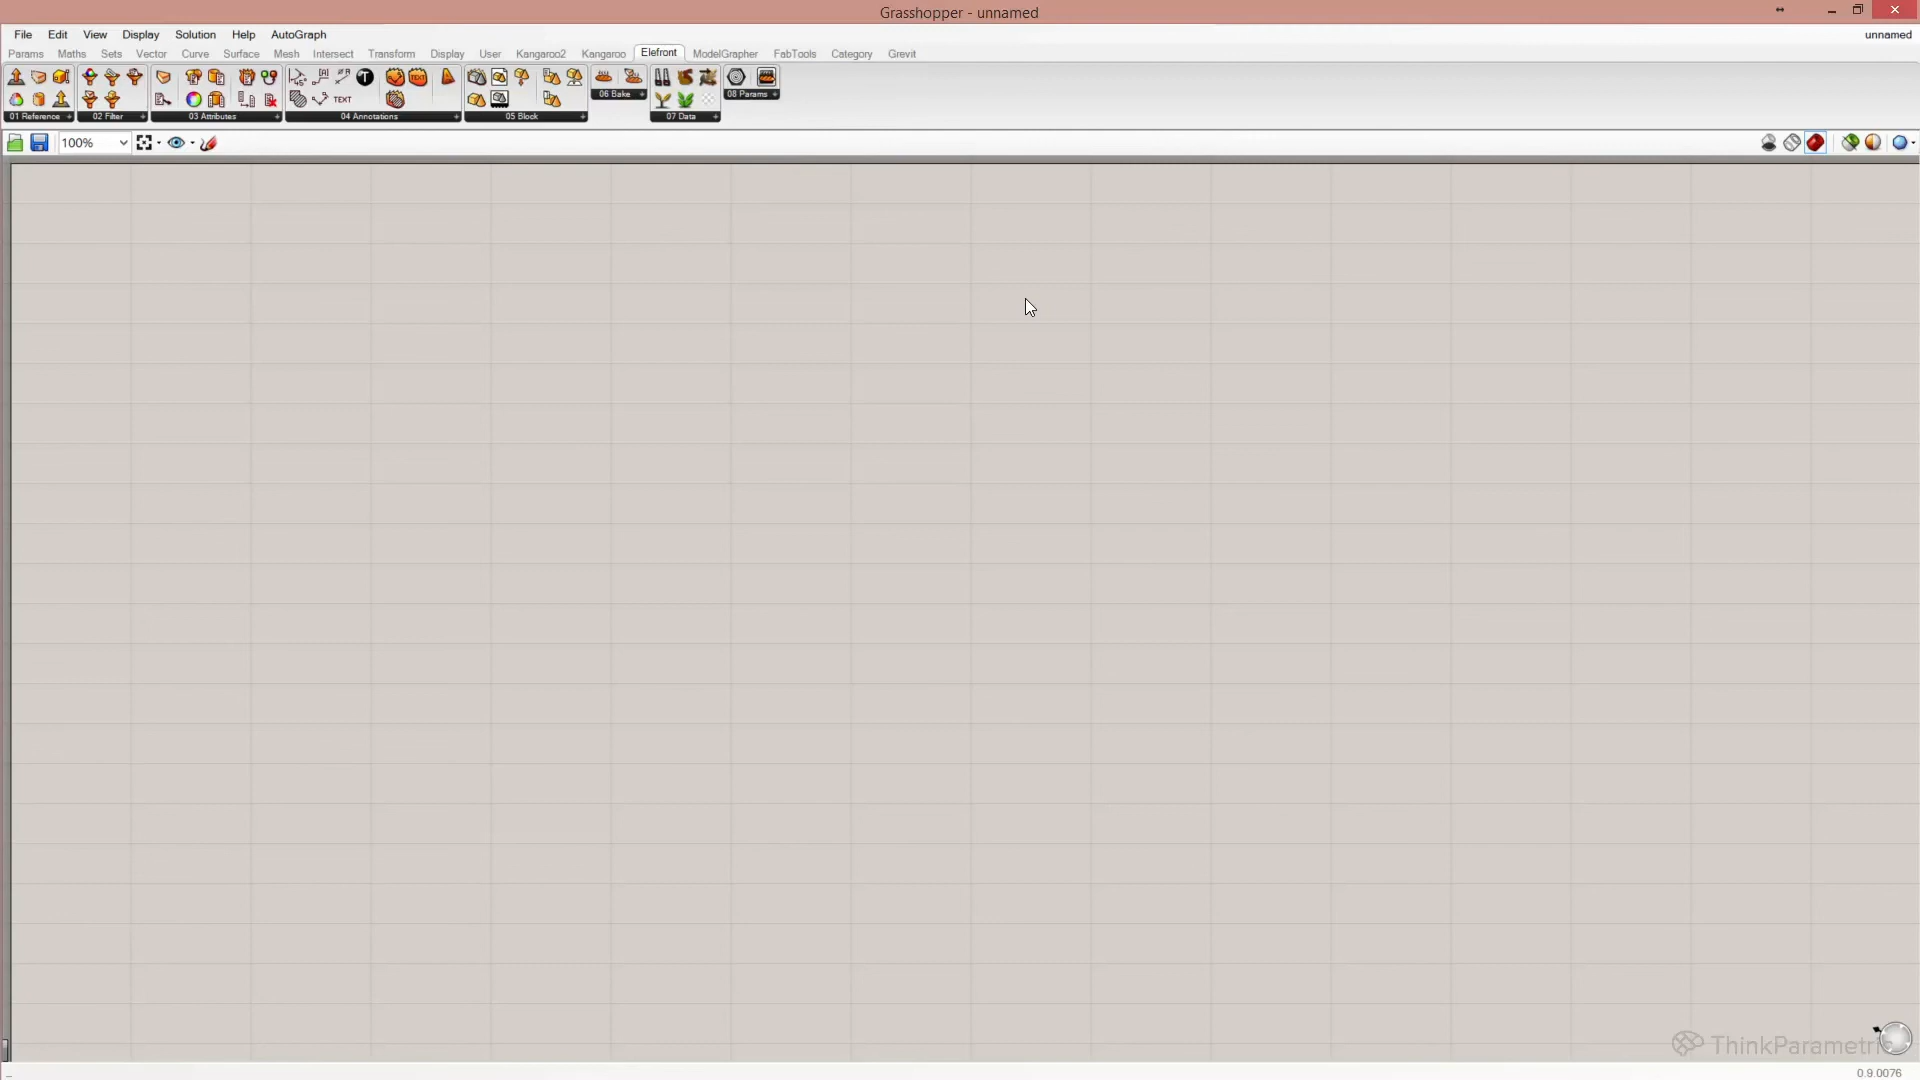 Grasshopper - unnamed
File Edit View Display Solution Help AutoGraph unnamed
Params Maths Sets Vector Curve Surface Mesh Intersect Transform Display User Kangaroo2 Kangaroo Elefront ModelGrapher FabTools Category Grevit
TEXT
TEXT
06 Bake + 08 Params +
01 Reference + 02 Filter + 03 Attributes + 04 Annotations + 05 Block + 07 Data +
100%
ThinkParametric
0.9.0076